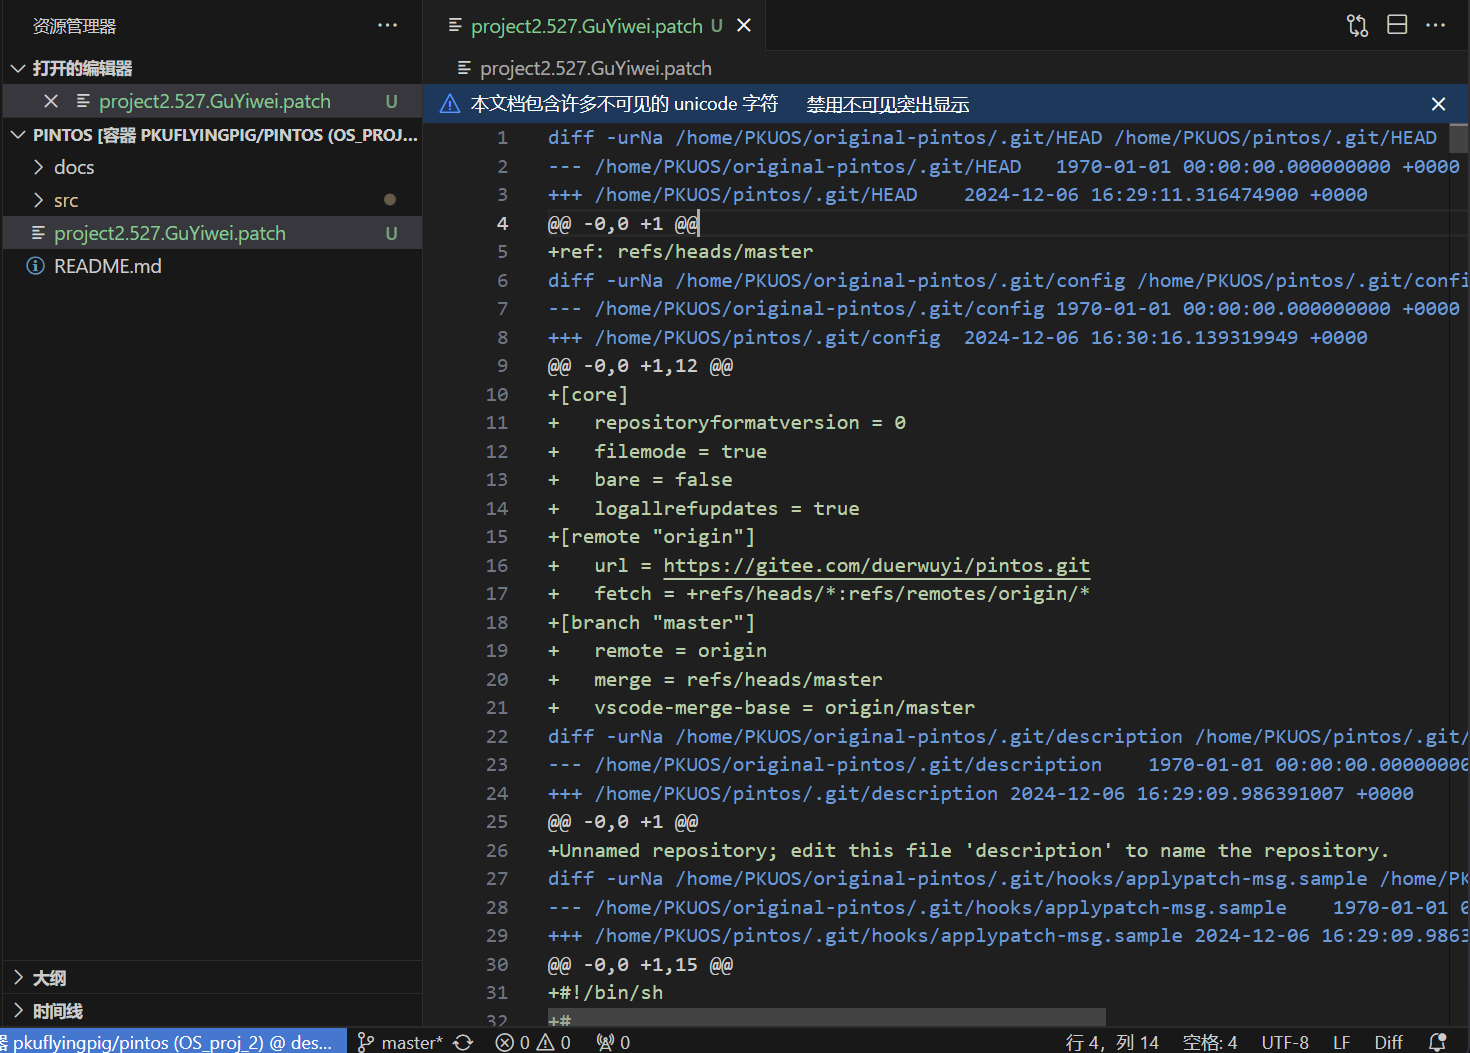 资源管理器
打开的编辑器
project2.527.GuYiwei.patch U
PINTOS [容器 PKUFLYINGPIG/PINTOS (OS_PROJ...
docs
src
project2.527.GuYiwei.patch U
README.md
大纲
时间线
project2.527.GuYiwei.patch U
project2.527.GuYiwei.patch
本文档包含许多不可见的 unicode 字符 禁用不可见突出显示
1 diff -urNa /home/PKUOS/original-pintos/.git/HEAD /home/PKUOS/pintos/.git/HEAD
2 --- /home/PKUOS/original-pintos/.git/HEAD 1970-01-01 00:00:00.000000000 +0000
3 +++ /home/PKUOS/pintos/.git/HEAD 2024-12-06 16:29:11.316474900 +0000
4 @@ -0,0 +1 @@
5 +ref: refs/heads/master
6 diff -urNa /home/PKUOS/original-pintos/.git/config /home/PKUOS/pintos/.git/confi
7 --- /home/PKUOS/original-pintos/.git/config 1970-01-01 00:00:00.000000000 +0000
8 +++ /home/PKUOS/pintos/.git/config 2024-12-06 16:30:16.139319949 +0000
9 @@ -0,0 +1,12 @@
10 +[core]
11 + repositoryformatversion = 0
12 + filemode = true
13 + bare = false
14 + logallrefupdates = true
15 +[remote "origin"]
16 + url = https://gitee.com/duerwuyi/pintos.git
17 + fetch = +refs/heads/*:refs/remotes/origin/*
18 +[branch "master"]
19 + remote = origin
20 + merge = refs/heads/master
21 + vscode-merge-base = origin/master
22 diff -urNa /home/PKUOS/original-pintos/.git/description /home/PKUOS/pintos/.git/
23 --- /home/PKUOS/original-pintos/.git/description 1970-01-01 00:00:00.00000000
24 +++ /home/PKUOS/pintos/.git/description 2024-12-06 16:29:09.986391007 +0000
25 @@ -0,0 +1 @@
26 +Unnamed repository; edit this file 'description' to name the repository.
27 diff -urNa /home/PKUOS/original-pintos/.git/hooks/applypatch-msg.sample /home/PK
28 --- /home/PKUOS/original-pintos/.git/hooks/applypatch-msg.sample 1970-01-01 0
29 +++ /home/PKUOS/pintos/.git/hooks/applypatch-msg.sample 2024-12-06 16:29:09.9863
30 @@ -0,0 +1,15 @@
31 +#!/bin/sh
32 +#
器 pkuflyingpig/pintos (OS_proj_2) @ des... master* 0 0 0 行 4, 列 14 空格: 4 UTF-8 LF Diff